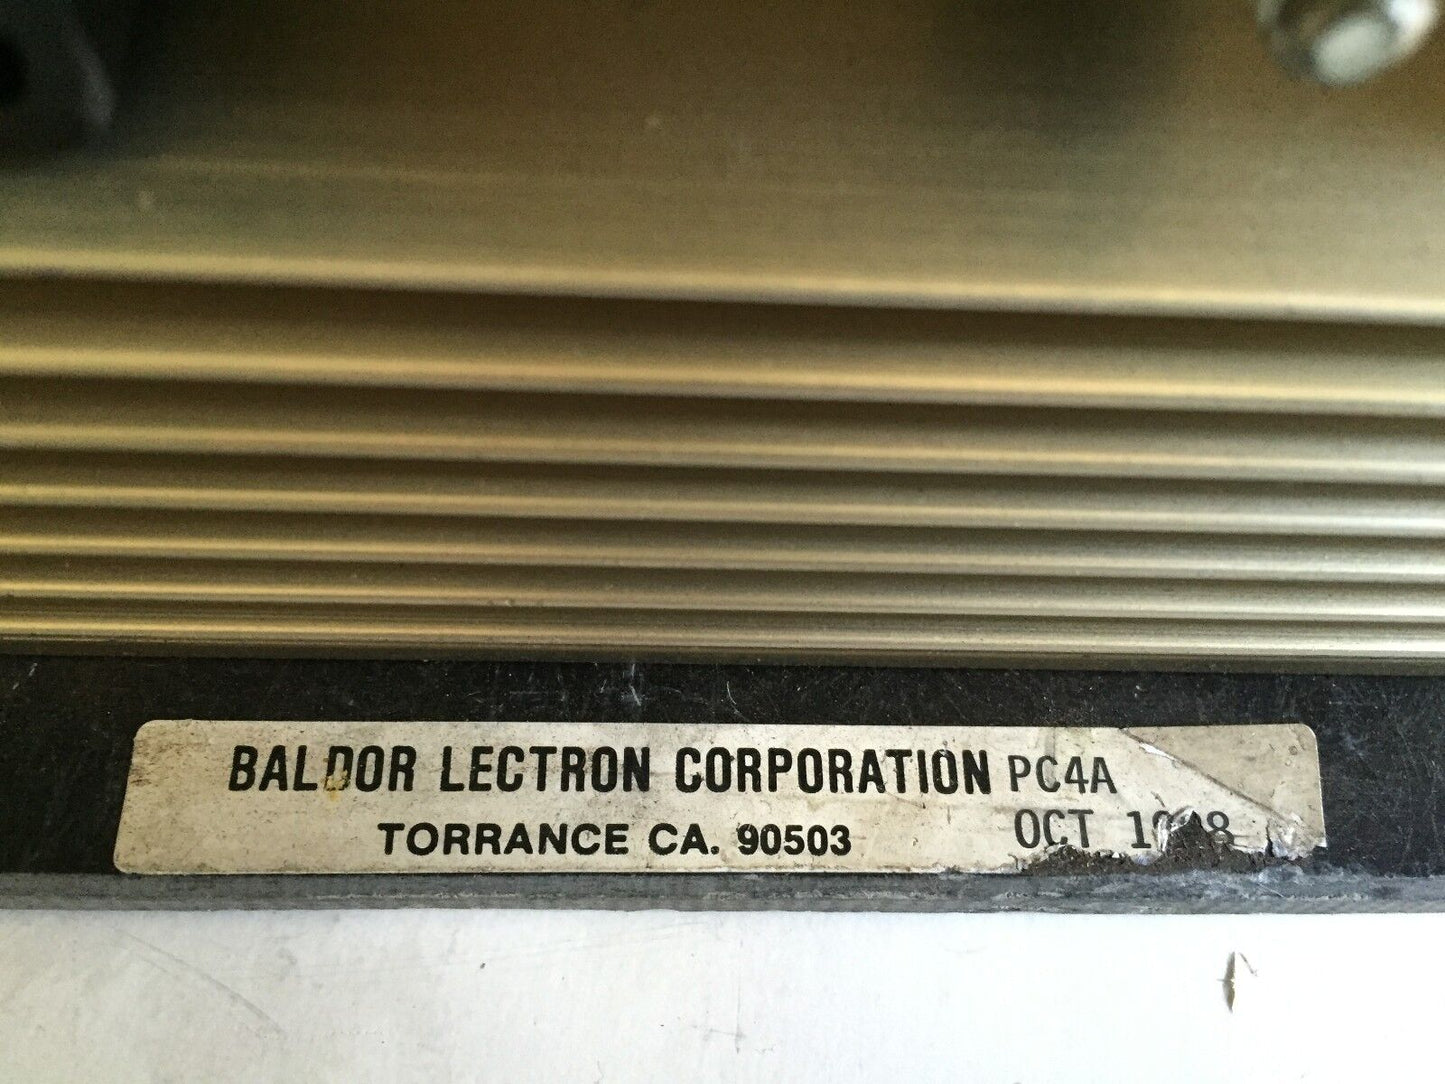 BALDOR LECTRON CORPORATION PC4A
TORRANCE CA. 90503 OCT